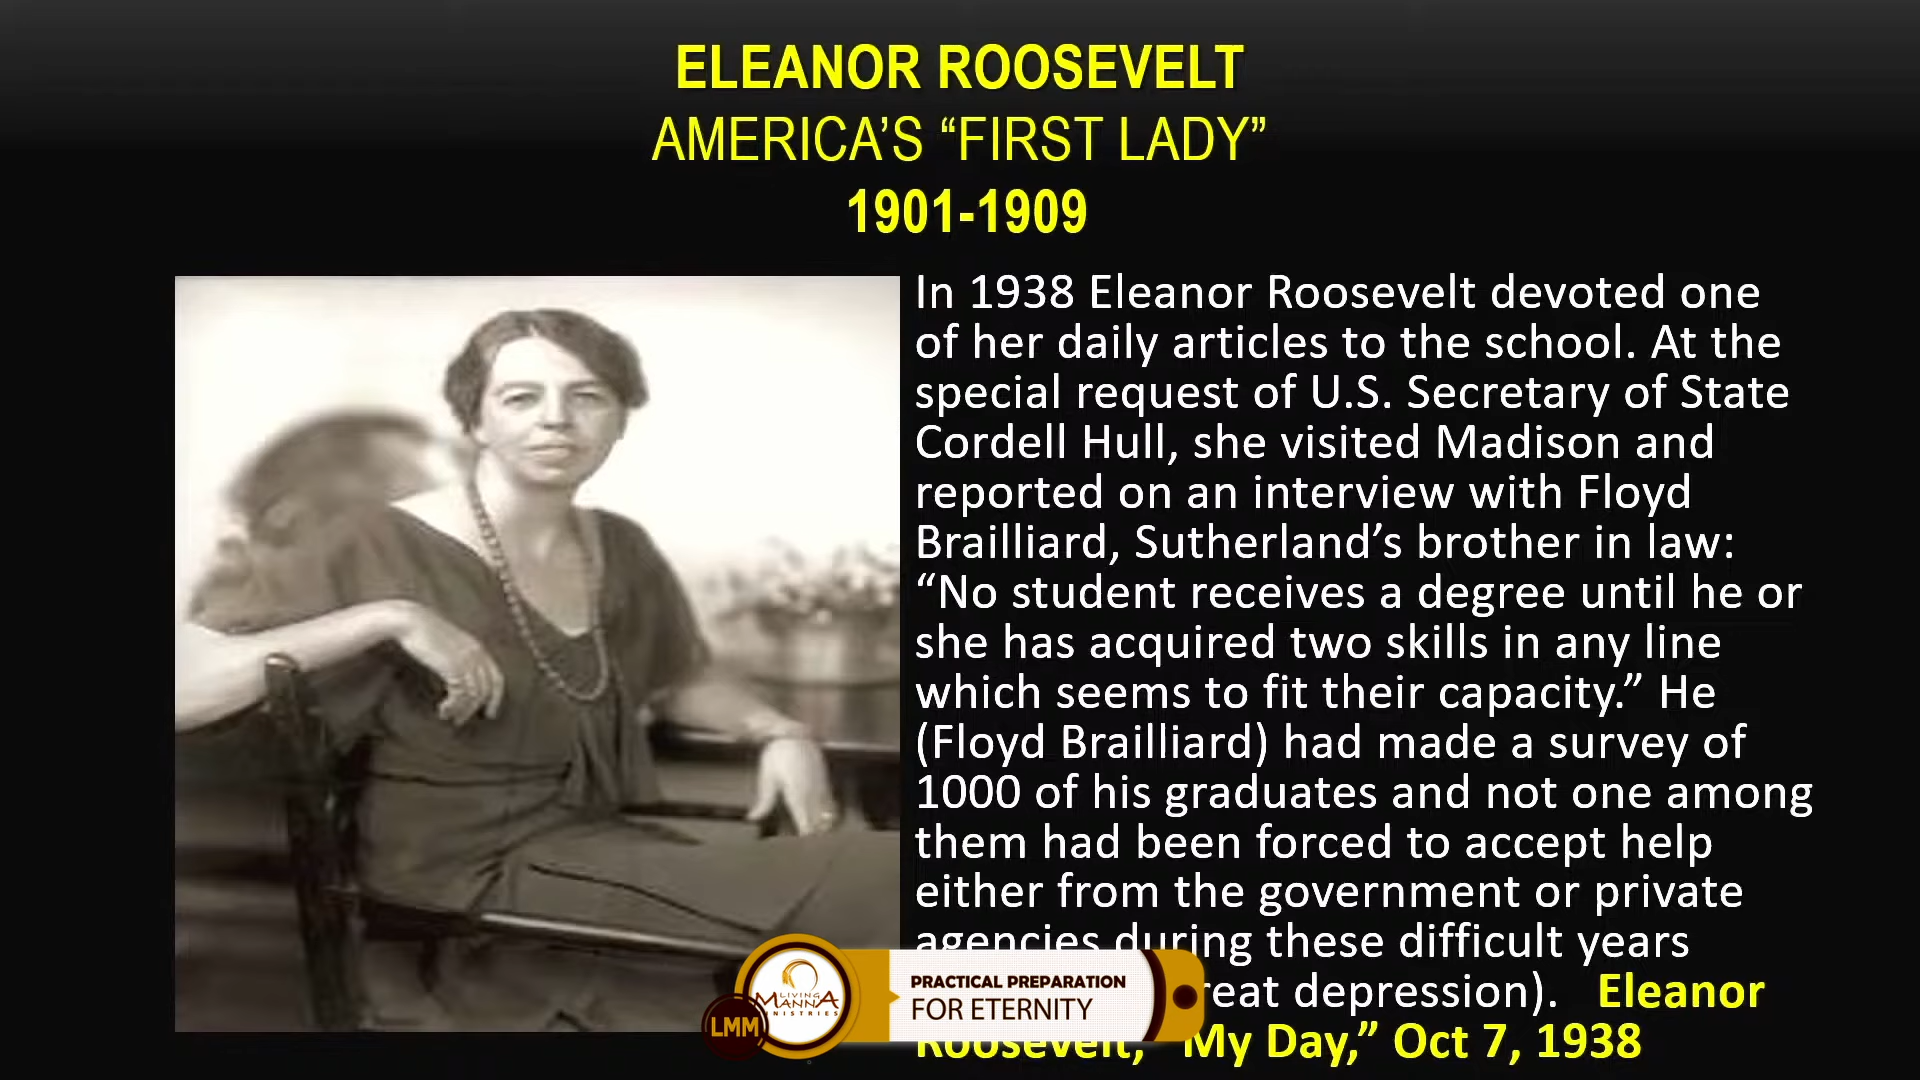 ELEANOR ROOSEVELT
AMERICA’S “FIRST LADY”
1901-1909
In 1938 Eleanor Roosevelt devoted one
of her daily articles to the school. At the
special request of U.S. Secretary of State
Cordell Hull, she visited Madison and
reported on an interview with Floyd
Brailliard, Sutherland’s brother in law:
“No student receives a degree until he or
she has acquired two skills in any line
which seems to fit their capacity.” He
(Floyd Brailliard) had made a survey of
1000 of his graduates and not one among
them had been forced to accept help
either from the government or private
agencies during these difficult years
reat depression). Eleanor
Roosevelt, “My Day,” Oct 7, 1938
LIVING
MANNA
MINISTRIES
LMM
PRACTICAL PREPARATION
FOR ETERNITY